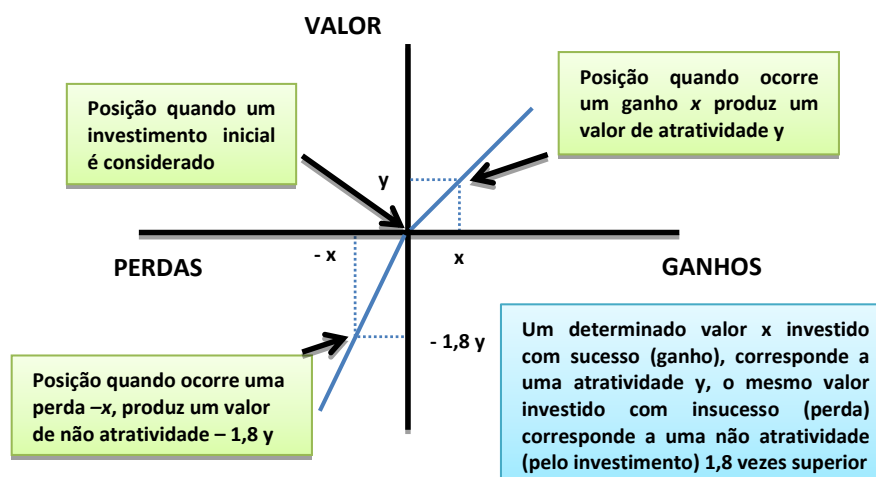 VALOR
Posição quando um
investimento inicial
é considerado
Posição quando ocorre
um ganho x produz um
valor de atratividade y
y
- x
x
PERDAS
GANHOS
- 1,8 y
Posição quando ocorre uma
perda –x, produz um valor
de não atratividade – 1,8 y
Um determinado valor x investido
com sucesso (ganho), corresponde a
uma atratividade y, o mesmo valor
investido com insucesso (perda)
corresponde a uma não atratividade
(pelo investimento) 1,8 vezes superior